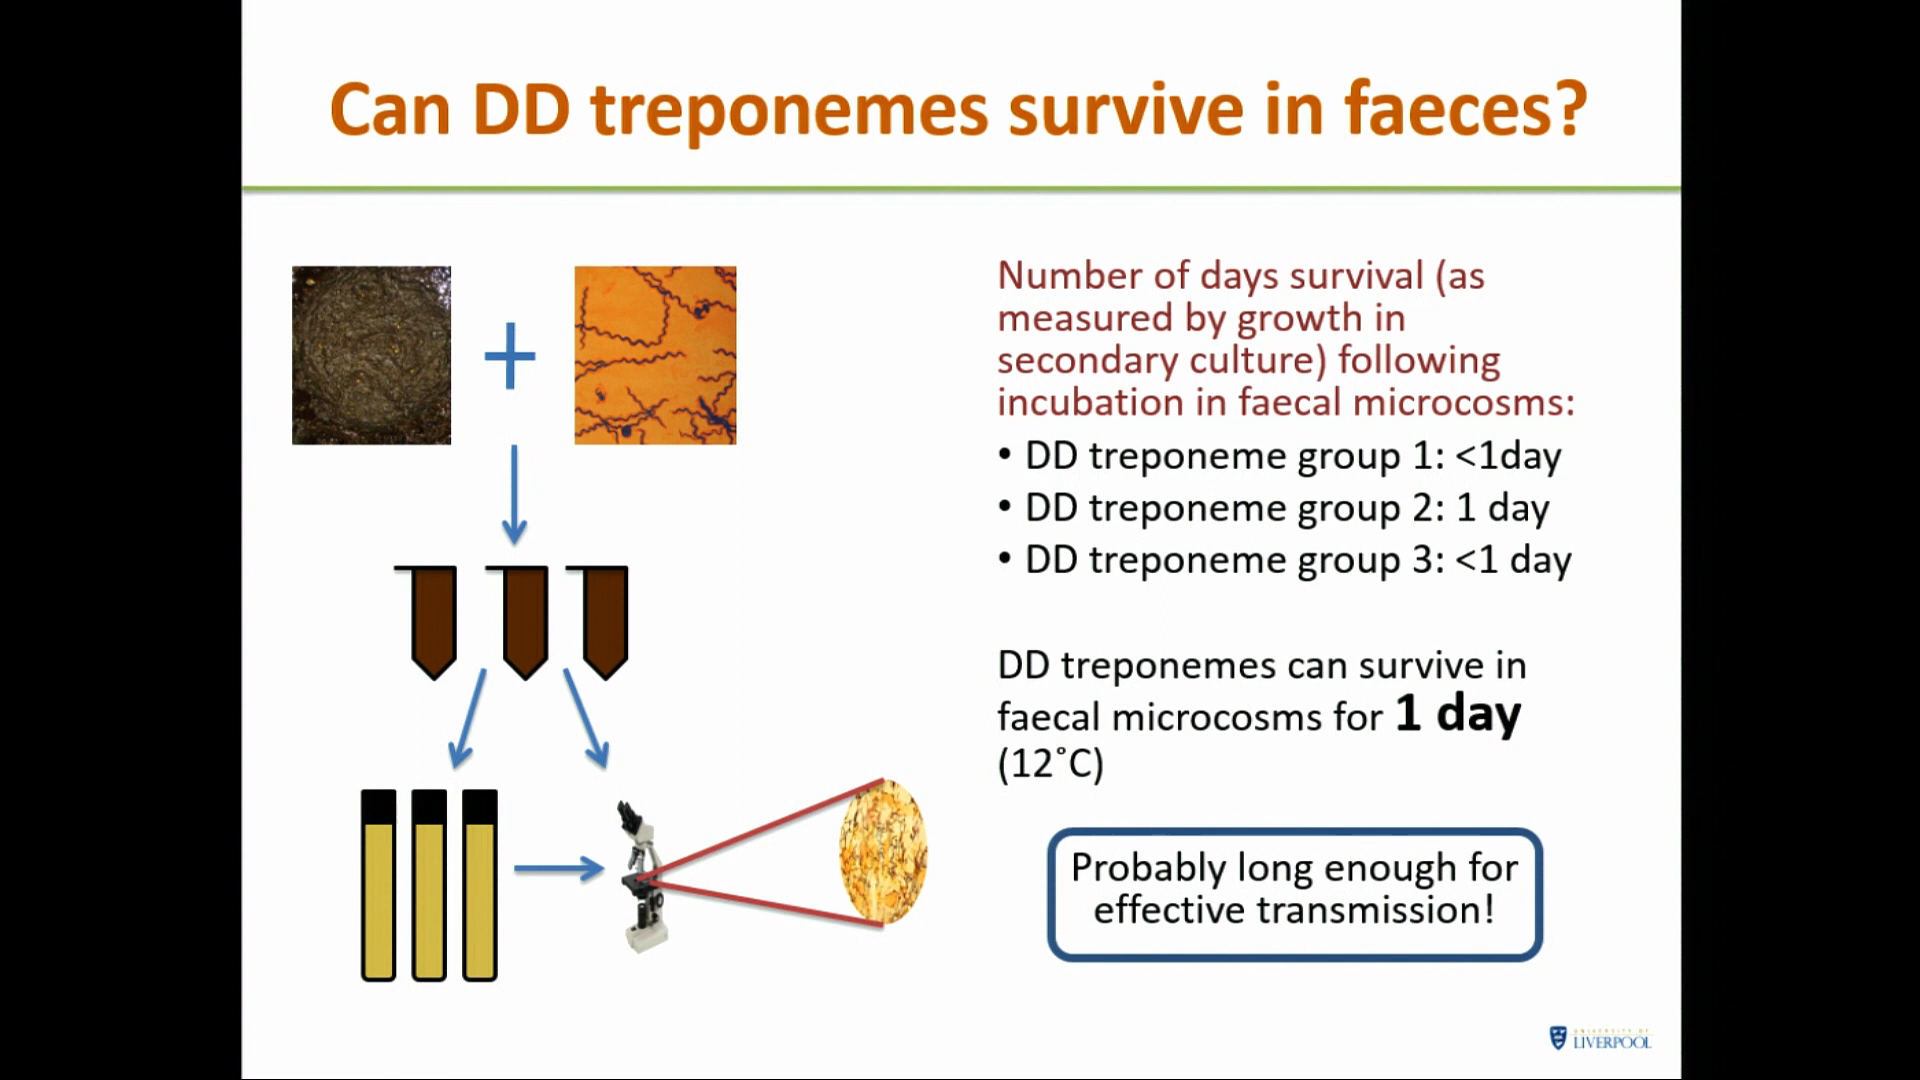 Can DD treponemes survive in faeces?
Number of days survival (as
measured by growth in
secondary culture) following
incubation in faecal microcosms:
• DD treponeme group 1: <1day
• DD treponeme group 2: 1 day
• DD treponeme group 3: <1 day
DD treponemes can survive in
faecal microcosms for 1 day
(12˚C)
Probably long enough for
effective transmission!
UNIVERSITY OF
LIVERPOOL